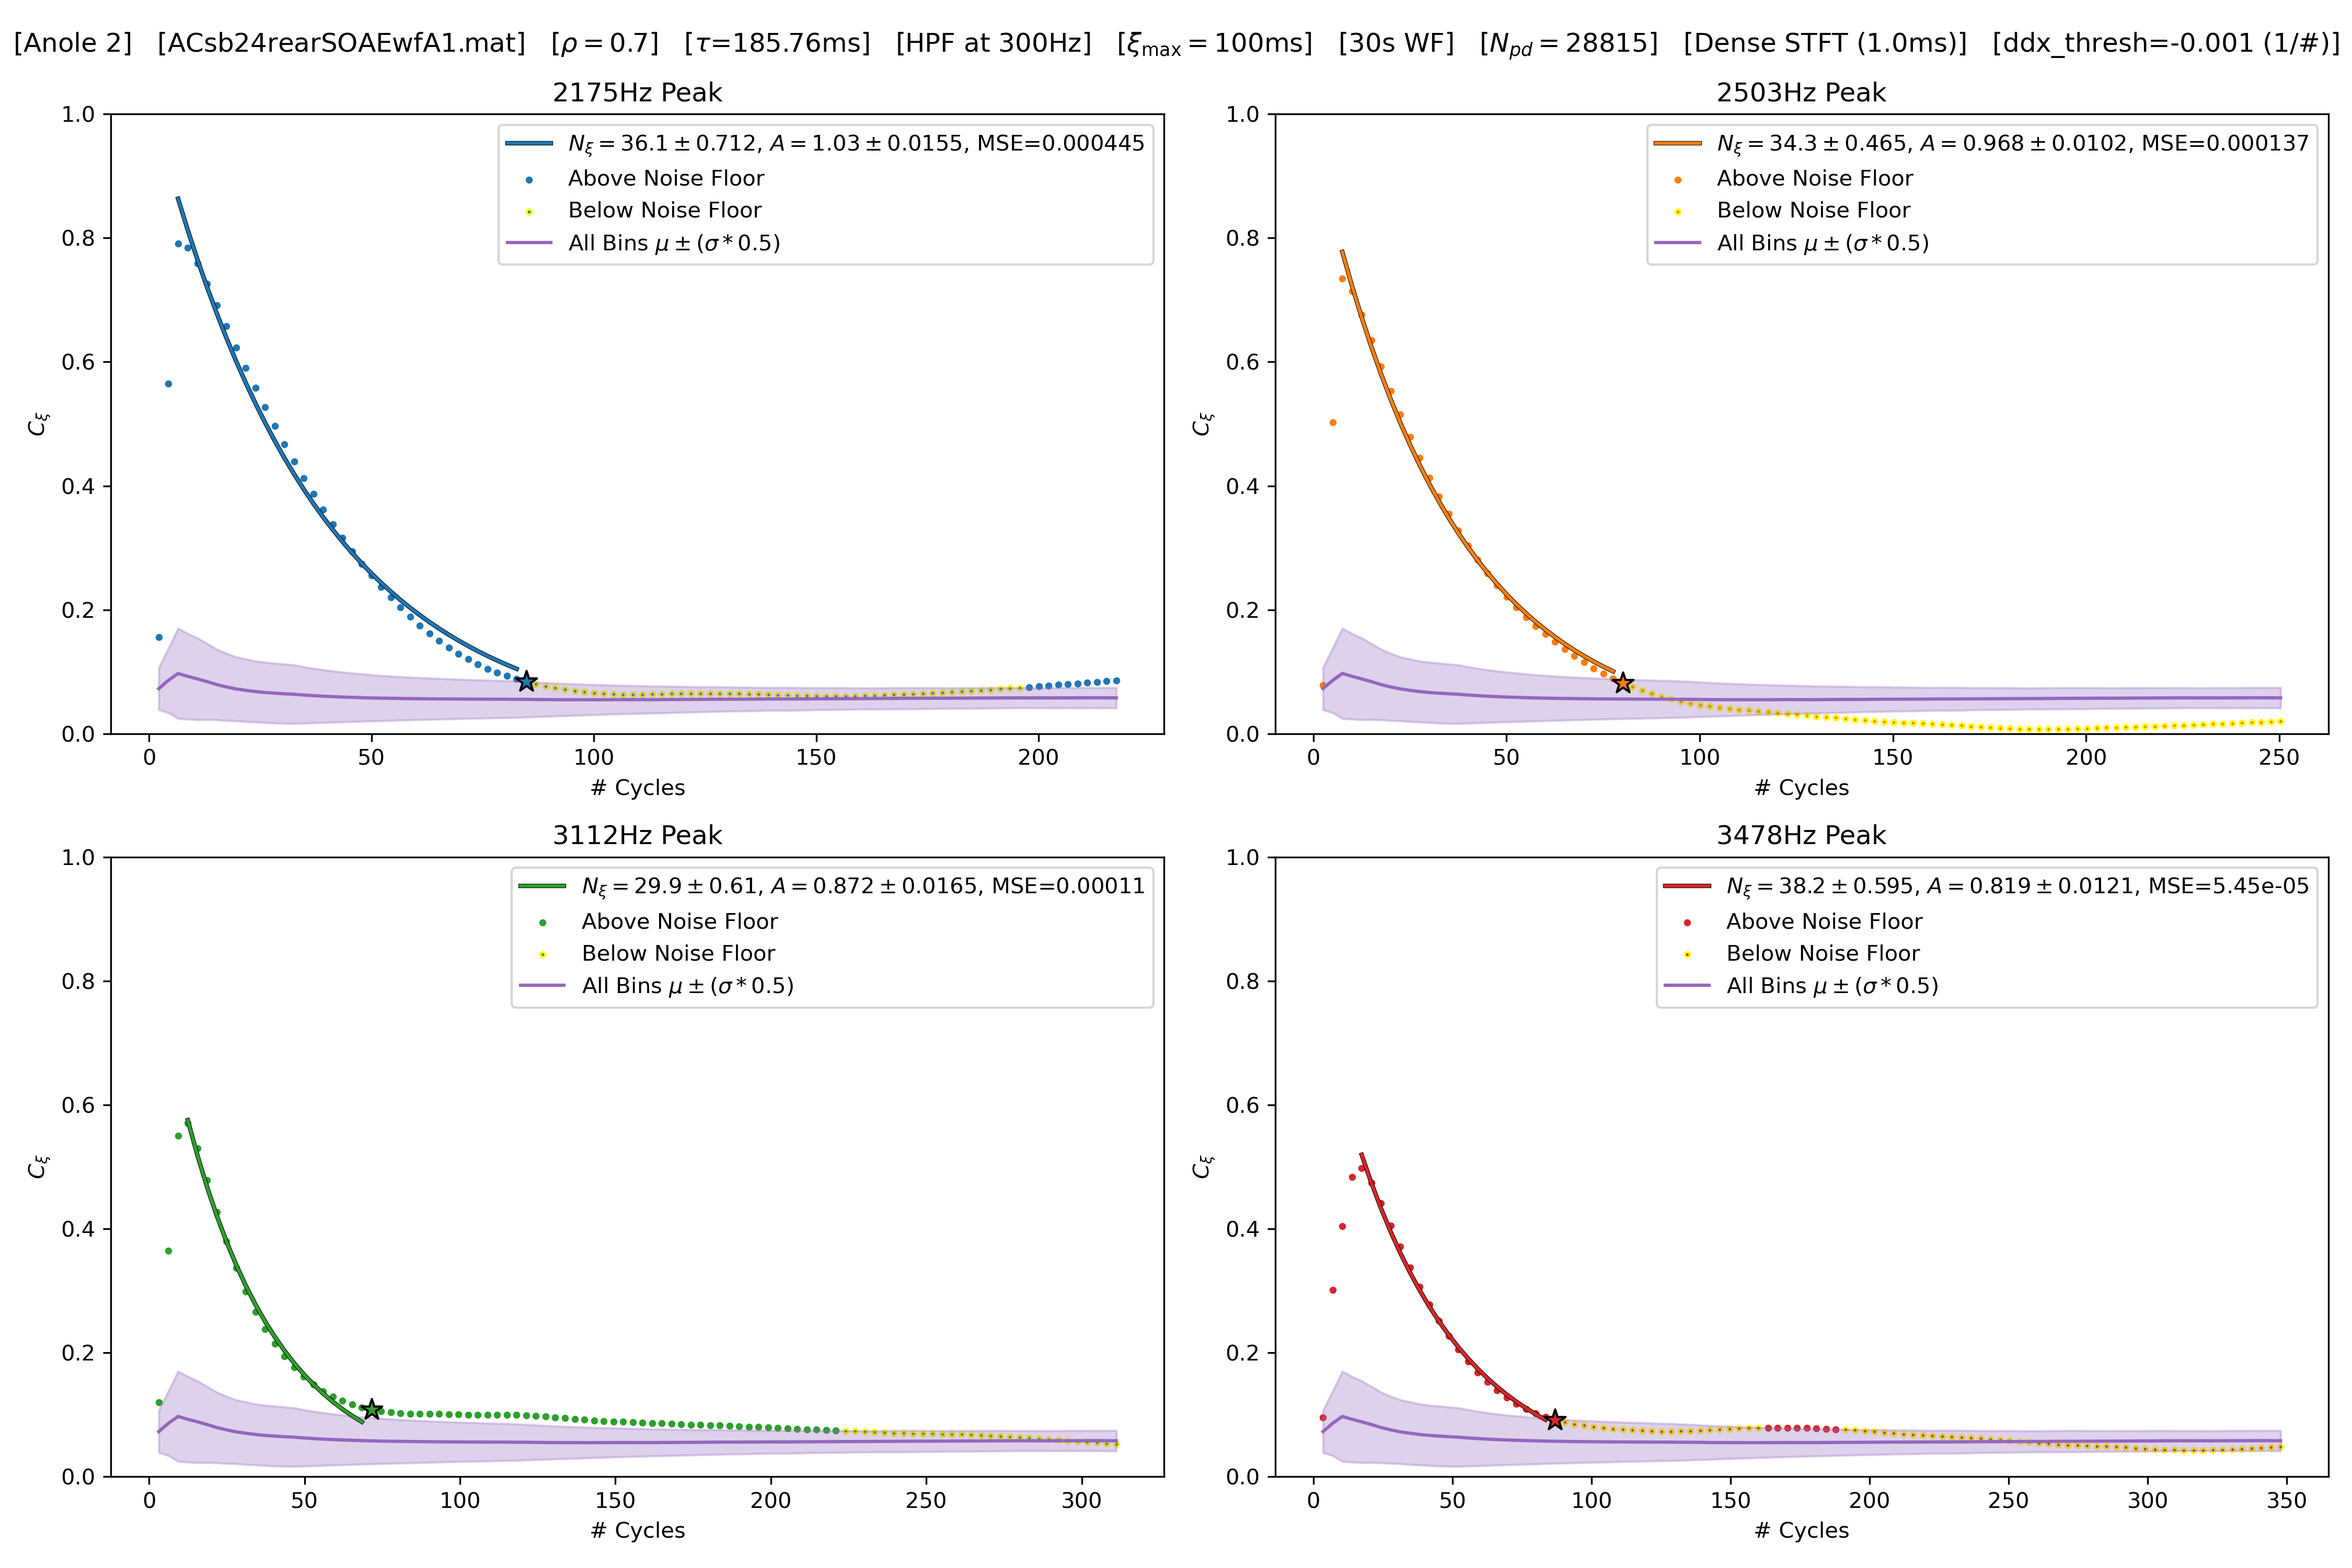 [Anole 2] [ACsb24rearSOAEwfA1.mat] [ρ = 0.7] [τ=185.76ms] [HPF at 300Hz] [ξmax = 100ms] [30s WF] [Npd = 28815] [Dense STFT (1.0ms)] [ddx_thresh=-0.001 (1/#)]
2175Hz Peak
Nξ = 36.1 ± 0.712, A = 1.03 ± 0.0155, MSE=0.000445
Above Noise Floor
Below Noise Floor
All Bins μ ± (σ * 0.5)
1.0
0.8
0.6
0.4
0.2
0.0
Cξ
0 50 100 150 200
# Cycles
2503Hz Peak
Nξ = 34.3 ± 0.465, A = 0.968 ± 0.0102, MSE=0.000137
Above Noise Floor
Below Noise Floor
All Bins μ ± (σ * 0.5)
1.0
0.8
0.6
0.4
0.2
0.0
Cξ
0 50 100 150 200 250
# Cycles
3112Hz Peak
Nξ = 29.9 ± 0.61, A = 0.872 ± 0.0165, MSE=0.00011
Above Noise Floor
Below Noise Floor
All Bins μ ± (σ * 0.5)
1.0
0.8
0.6
0.4
0.2
0.0
Cξ
0 50 100 150 200 250 300
# Cycles
3478Hz Peak
Nξ = 38.2 ± 0.595, A = 0.819 ± 0.0121, MSE=5.45e-05
Above Noise Floor
Below Noise Floor
All Bins μ ± (σ * 0.5)
1.0
0.8
0.6
0.4
0.2
0.0
Cξ
0 50 100 150 200 250 300 350
# Cycles